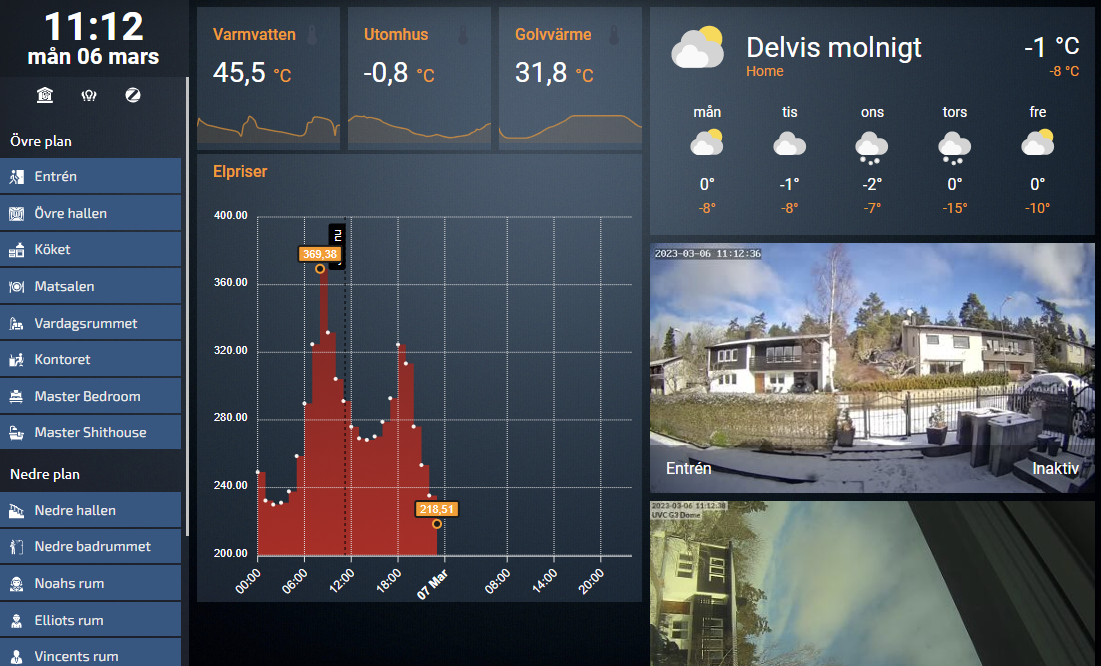 11:12
mån 06 mars
Övre plan
Entrén
Övre hallen
Köket
Matsalen
Vardagsrummet
Kontoret
Master Bedroom
Master Shithouse
Nedre plan
Nedre hallen
Nedre badrummet
Noahs rum
Elliots rum
Vincents rum
Varmvatten
45,5 °C
Utomhus
-0,8 °C
Golvvärme
31,8 °C
Elpriser
400.00
360.00
320.00
280.00
240.00
200.00
nu
369,38
218,51
00:00 06:00 12:00 18:00 07 Mar 08:00 14:00 20:00
Delvis molnigt
Home
-1 °C
-8 °C
mån tis ons tors fre
0° -1° -2° 0° 0°
-8° -8° -7° -15° -10°
2023-03-06 11:12:36
Entrén Inaktiv
2023-03-06 11:12:38
UVC G3 Dome